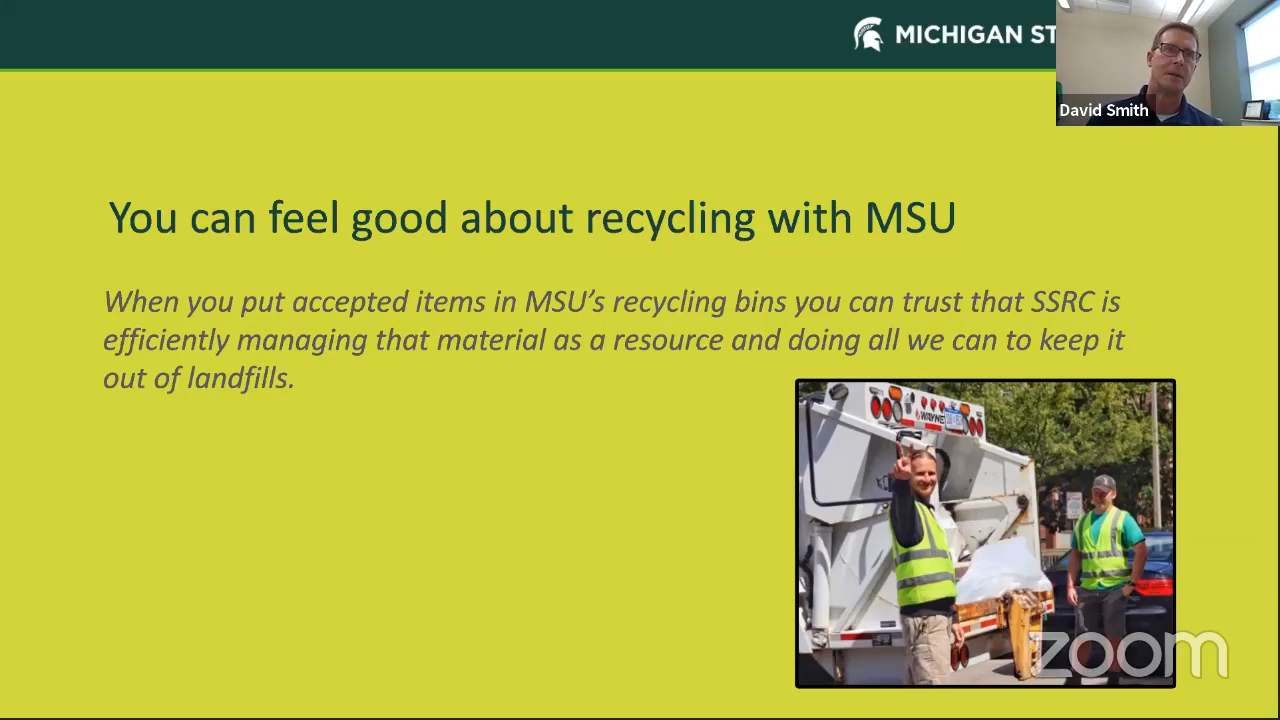 MICHIGAN ST
David Smith
You can feel good about recycling with MSU
When you put accepted items in MSU’s recycling bins you can trust that SSRC is
efficiently managing that material as a resource and doing all we can to keep it
out of landfills.
WAYNE
zoom